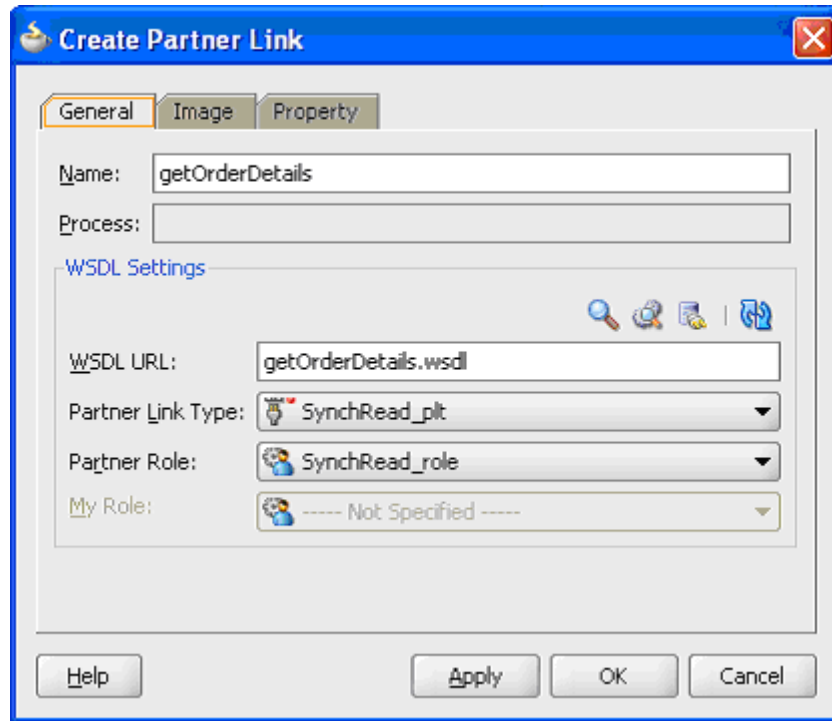 Create Partner Link
General Image Property
Name: getOrderDetails
Process:
WSDL Settings
WSDL URL: getOrderDetails.wsdl
Partner Link Type: SynchRead_plt
Partner Role: SynchRead_role
My Role: ----- Not Specified -----
Help Apply OK Cancel